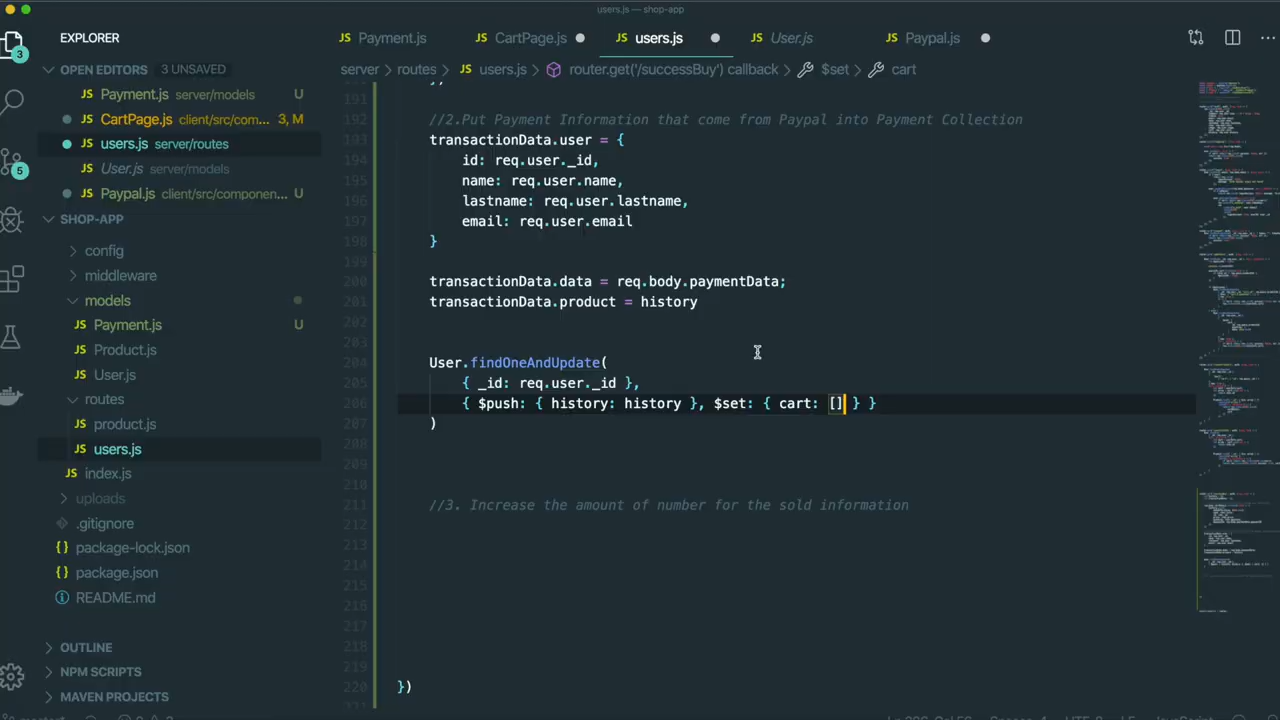 users.js — shop-app
EXPLORER
Payment.js
CartPage.js
users.js
User.js
Paypal.js
OPEN EDITORS 3 UNSAVED
server > routes > JS users.js > router.get('/successBuy') callback > $set > cart
JS Payment.js server/models U
JS CartPage.js client/src/com... 3, M
JS users.js server/routes
JS User.js server/models
JS Paypal.js client/src/componen... U
SHOP-APP
config
middleware
models
JS Payment.js U
JS Product.js
JS User.js
routes
JS product.js
JS users.js
JS index.js
uploads
.gitignore
{} package-lock.json
{} package.json
README.md
OUTLINE
NPM SCRIPTS
MAVEN PROJECTS
3
5
191
192 //2.Put Payment Information that come from Paypal into Payment Collection
193 transactionData.user = {
194 id: req.user._id,
195 name: req.user.name,
196 lastname: req.user.lastname,
197 email: req.user.email
198 }
199
200 transactionData.data = req.body.paymentData;
201 transactionData.product = history
202
203
204 User.findOneAndUpdate(
205 { _id: req.user._id },
206 { $push: { history: history }, $set: { cart: [] } }
207 )
208
209
210
211 //3. Increase the amount of number for the sold information
212
213
214
215
216
217
218
219
220 })